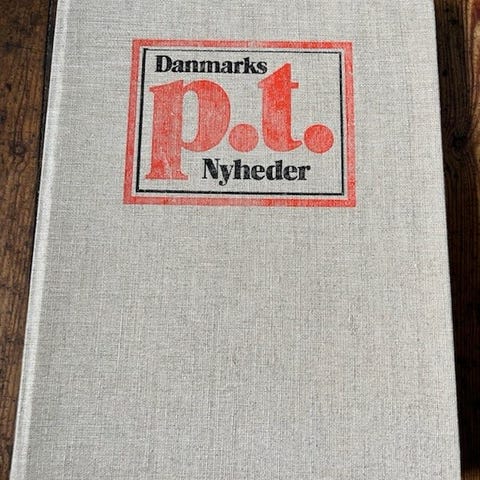 Danmarks
p.t.
Nyheder